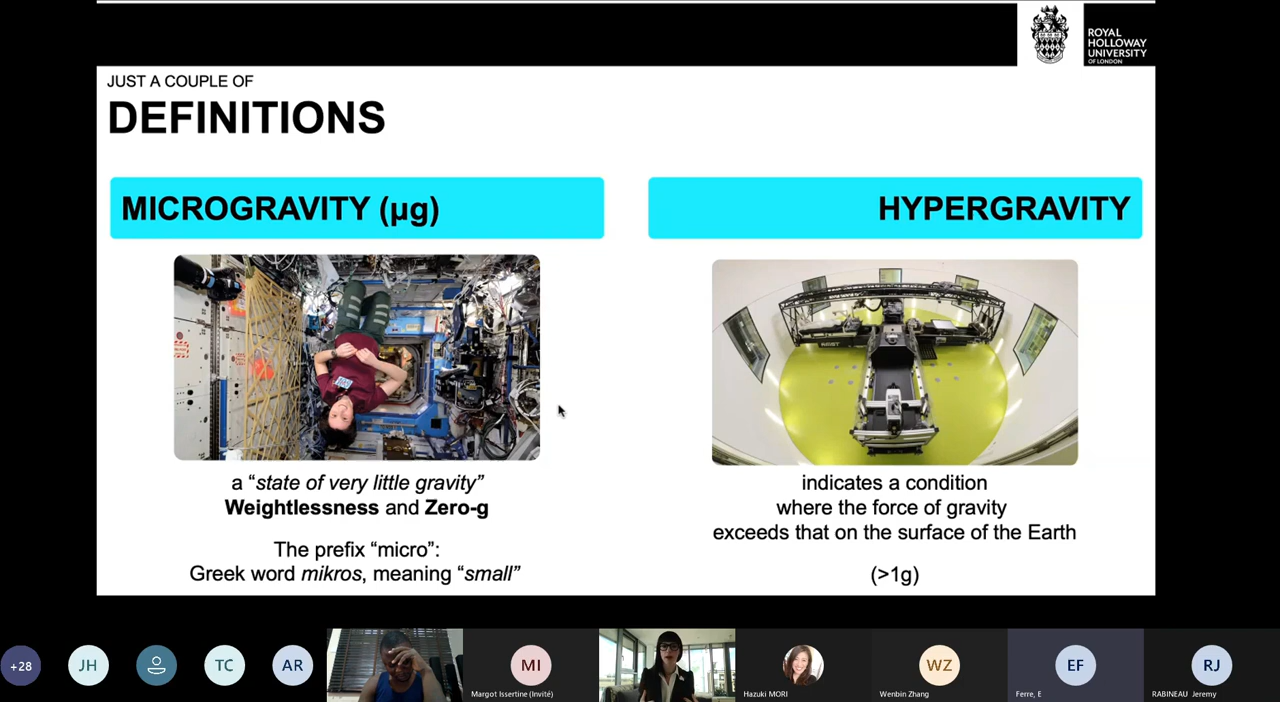 ROYAL
HOLLOWAY
UNIVERSITY
OF LONDON
JUST A COUPLE OF
DEFINITIONS
MICROGRAVITY (µg)
HYPERGRAVITY
a “state of very little gravity”
Weightlessness and Zero-g
The prefix “micro”:
Greek word mikros, meaning “small”
indicates a condition
where the force of gravity
exceeds that on the surface of the Earth
(>1g)
+28
JH
TC
AR
MI
Margot Issertine (Invité)
Hazuki MORI
WZ
Wenbin Zhang
EF
Ferre, E
RJ
RABINEAU Jeremy